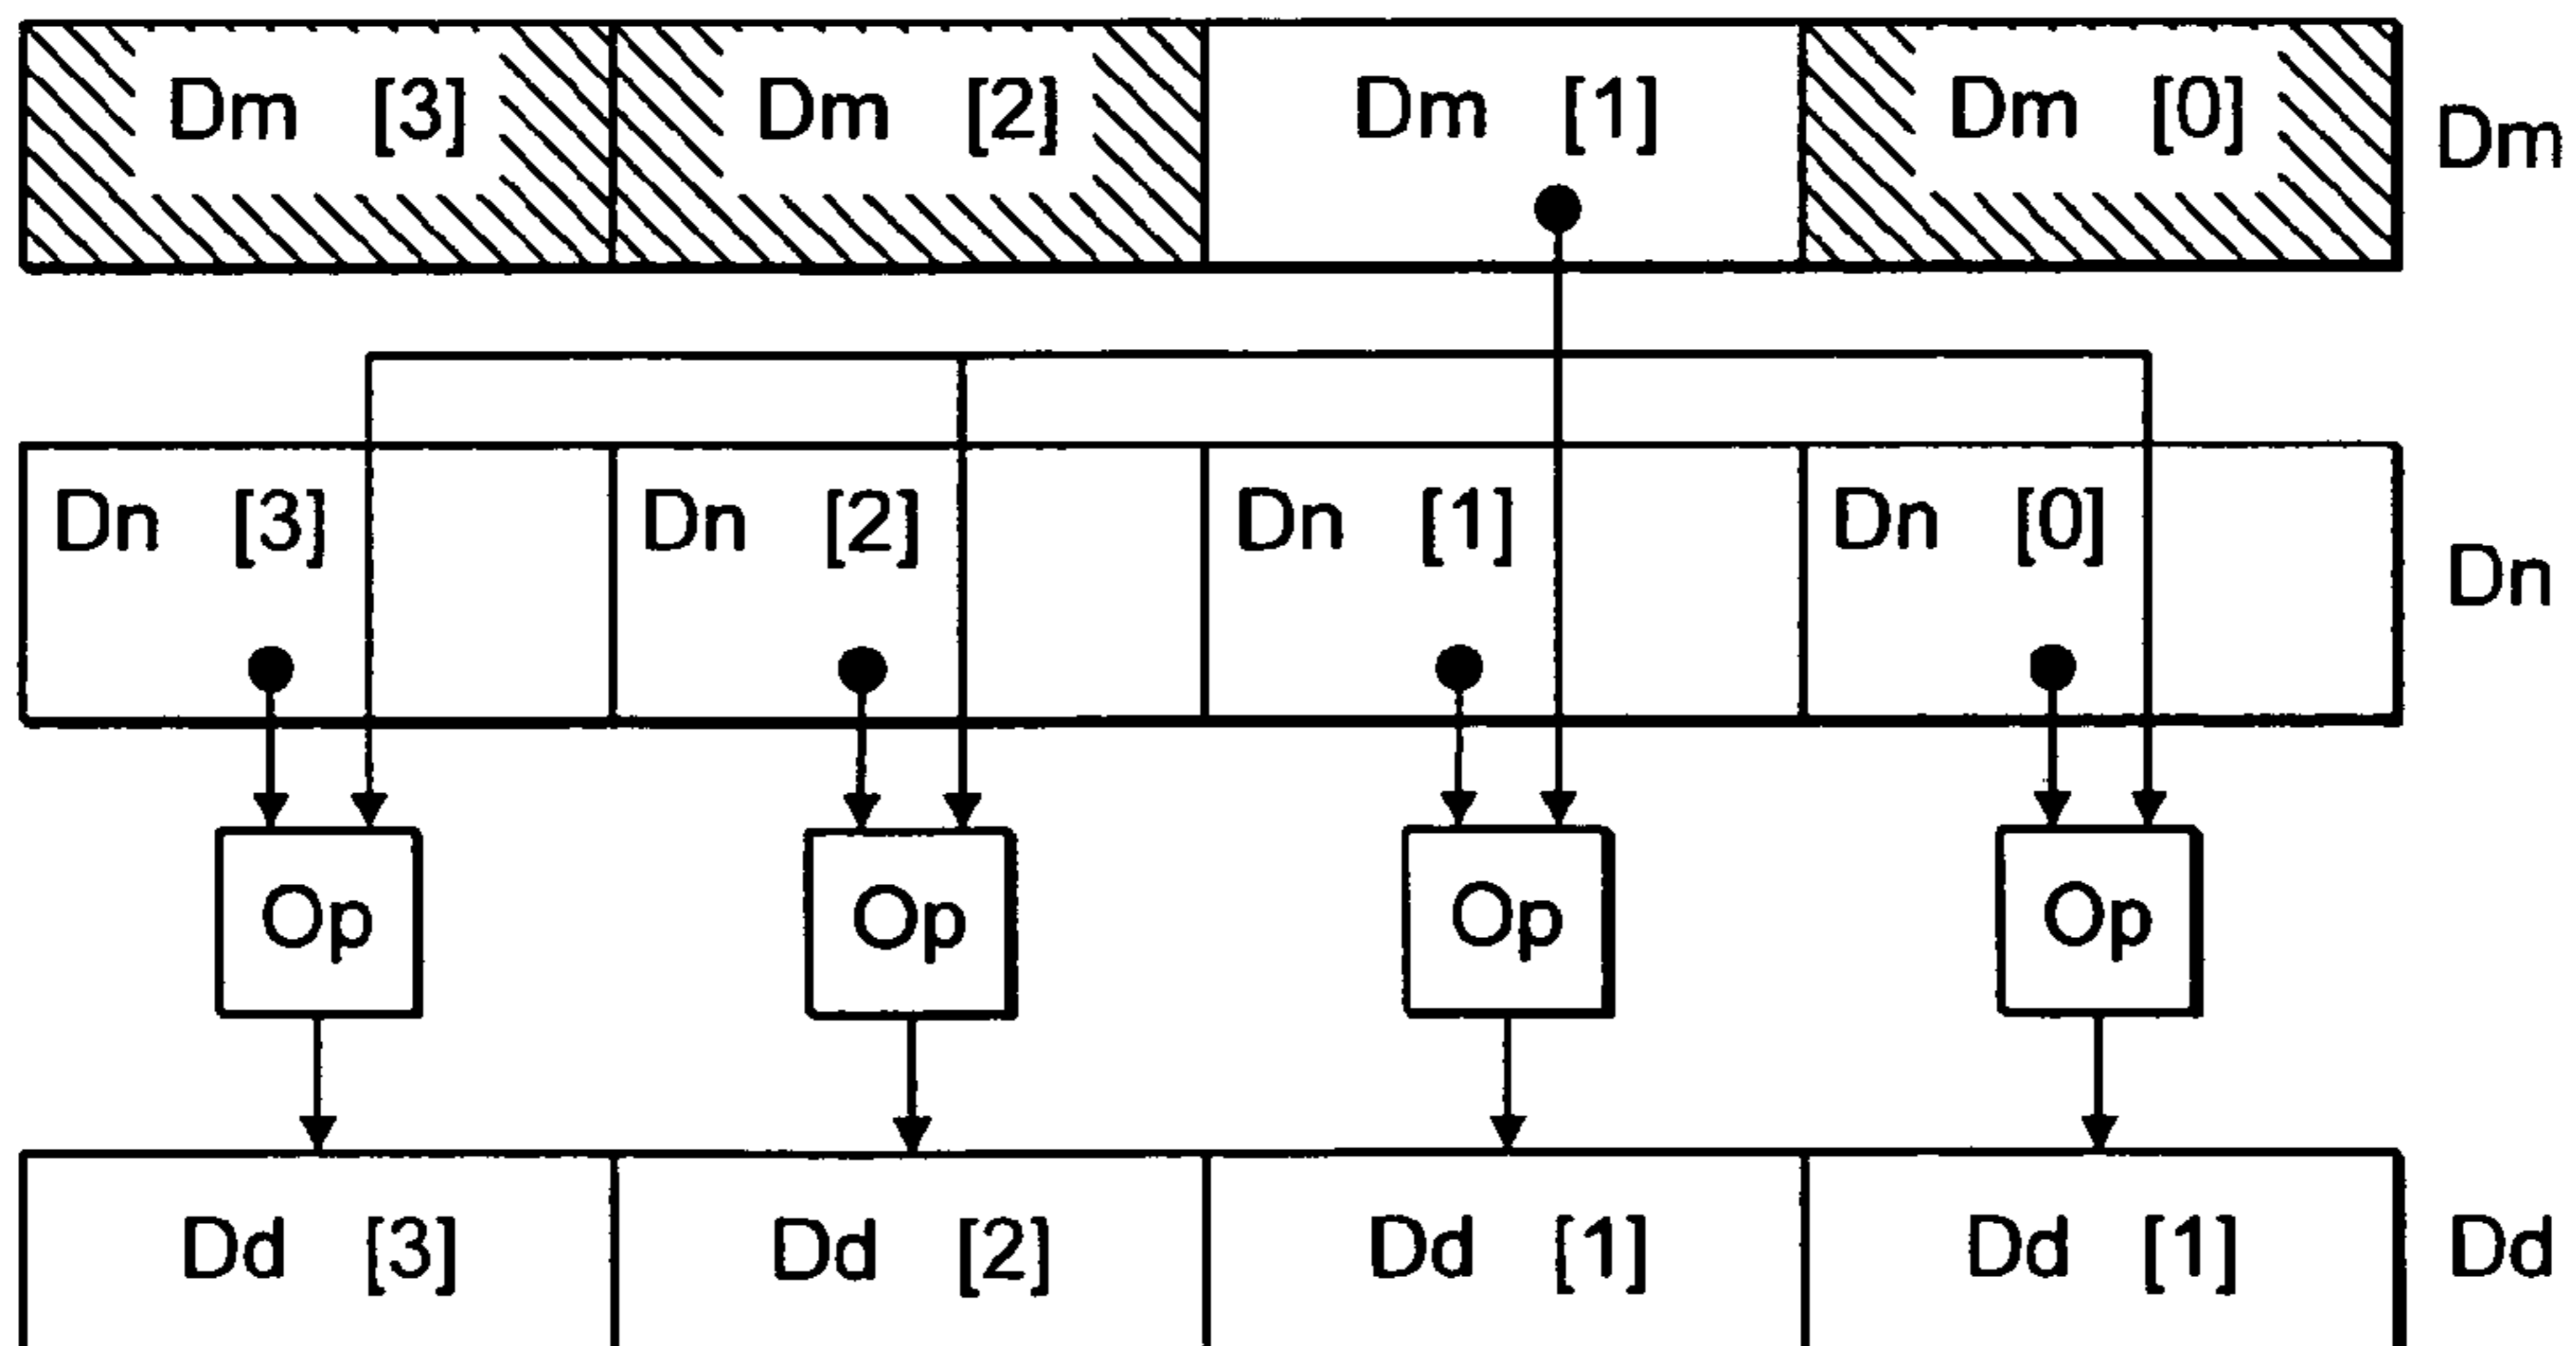 Dm [3] Dm [2] Dm [1] Dm [0] Dm
Dn [3] Dn [2] Dn [1] Dn [0] Dn
Op Op Op Op
Dd [3] Dd [2] Dd [1] Dd [1] Dd